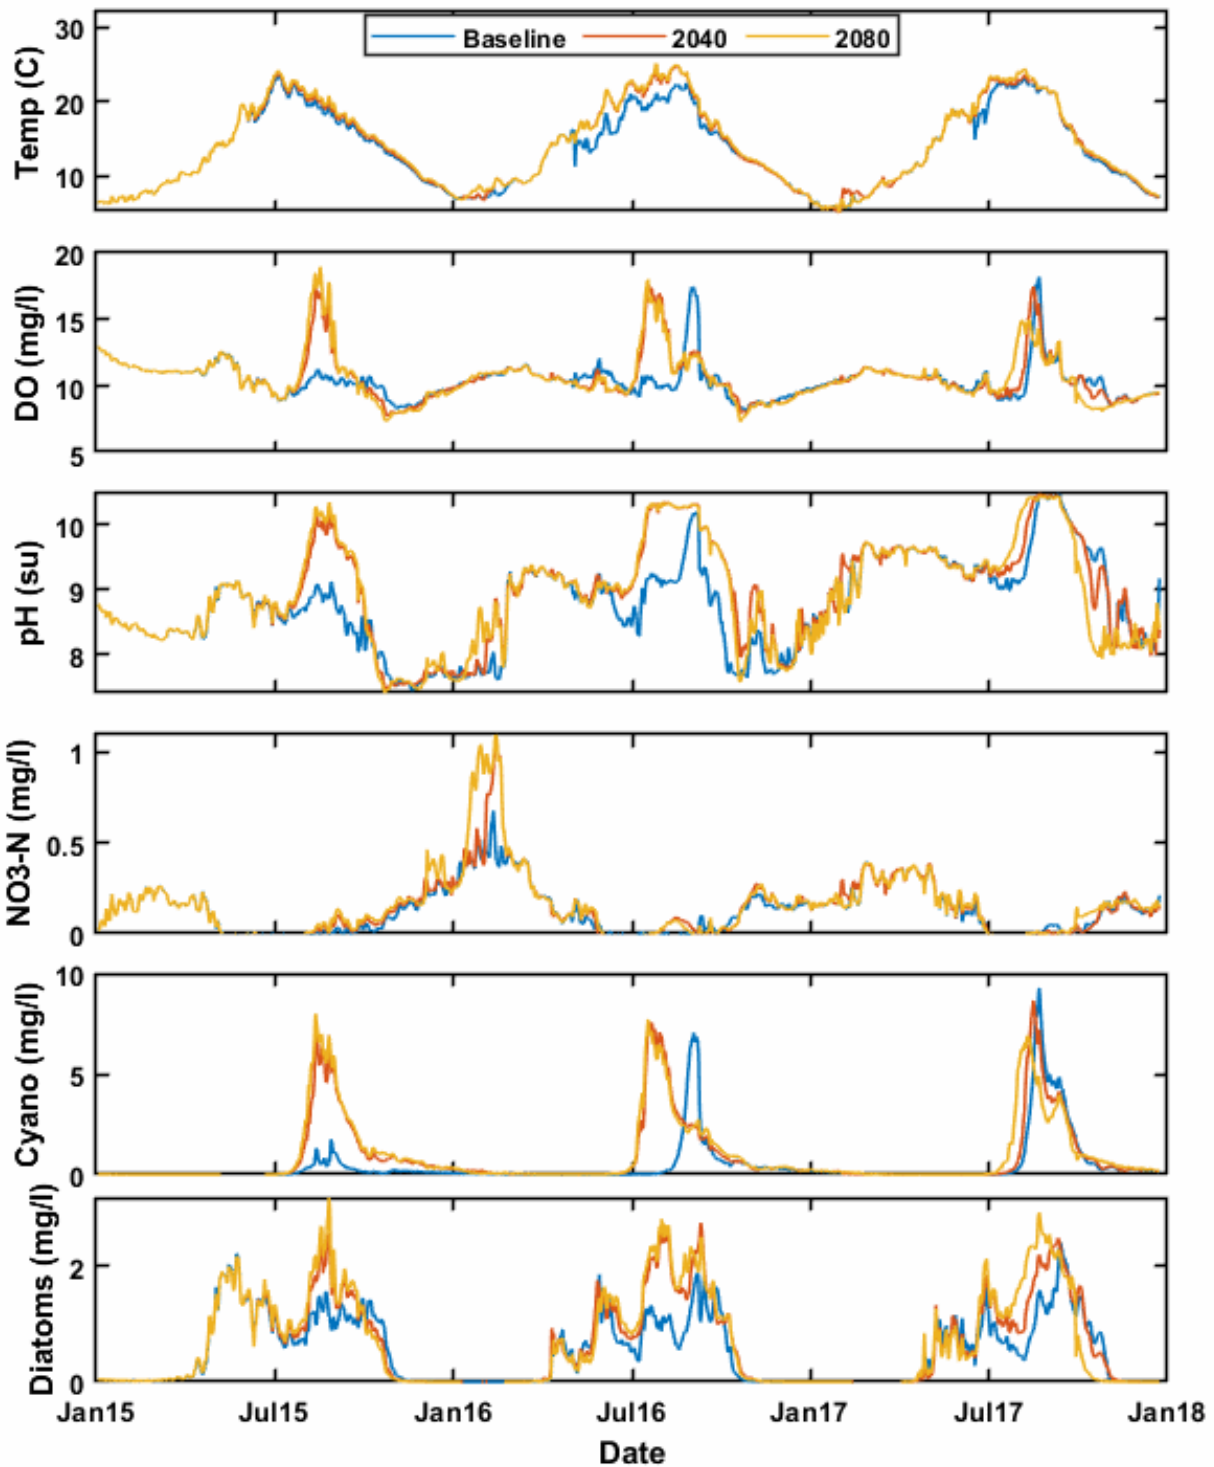 Baseline 2040 2080
Temp (C)
30
20
10
DO (mg/l)
20
15
10
5
pH (su)
10
9
8
NO3-N (mg/l)
1
0.5
0
Cyano (mg/l)
10
5
0
Diatoms (mg/l)
2
0
Jan15 Jul15 Jan16 Jul16 Jan17 Jul17 Jan18
Date